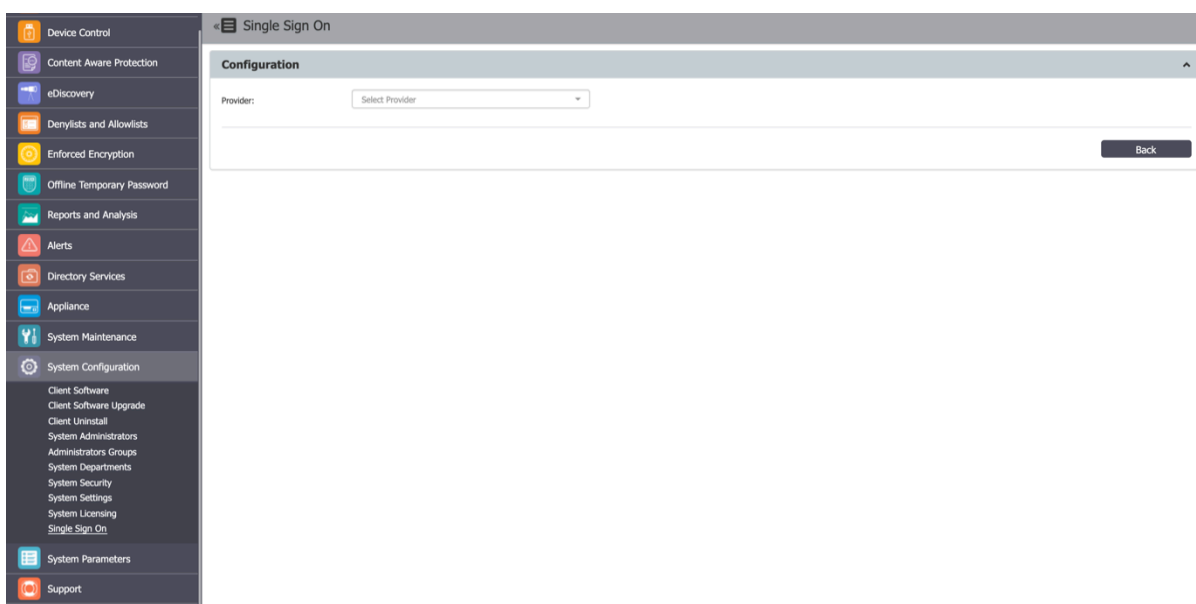 Device Control
Content Aware Protection
eDiscovery
Denylists and Allowlists
Enforced Encryption
Offline Temporary Password
Reports and Analysis
Alerts
Directory Services
Appliance
System Maintenance
System Configuration
Client Software
Client Software Upgrade
Client Uninstall
System Administrators
Administrators Groups
System Departments
System Security
System Settings
System Licensing
Single Sign On
System Parameters
Support
Single Sign On
Configuration
Provider: Select Provider
Back